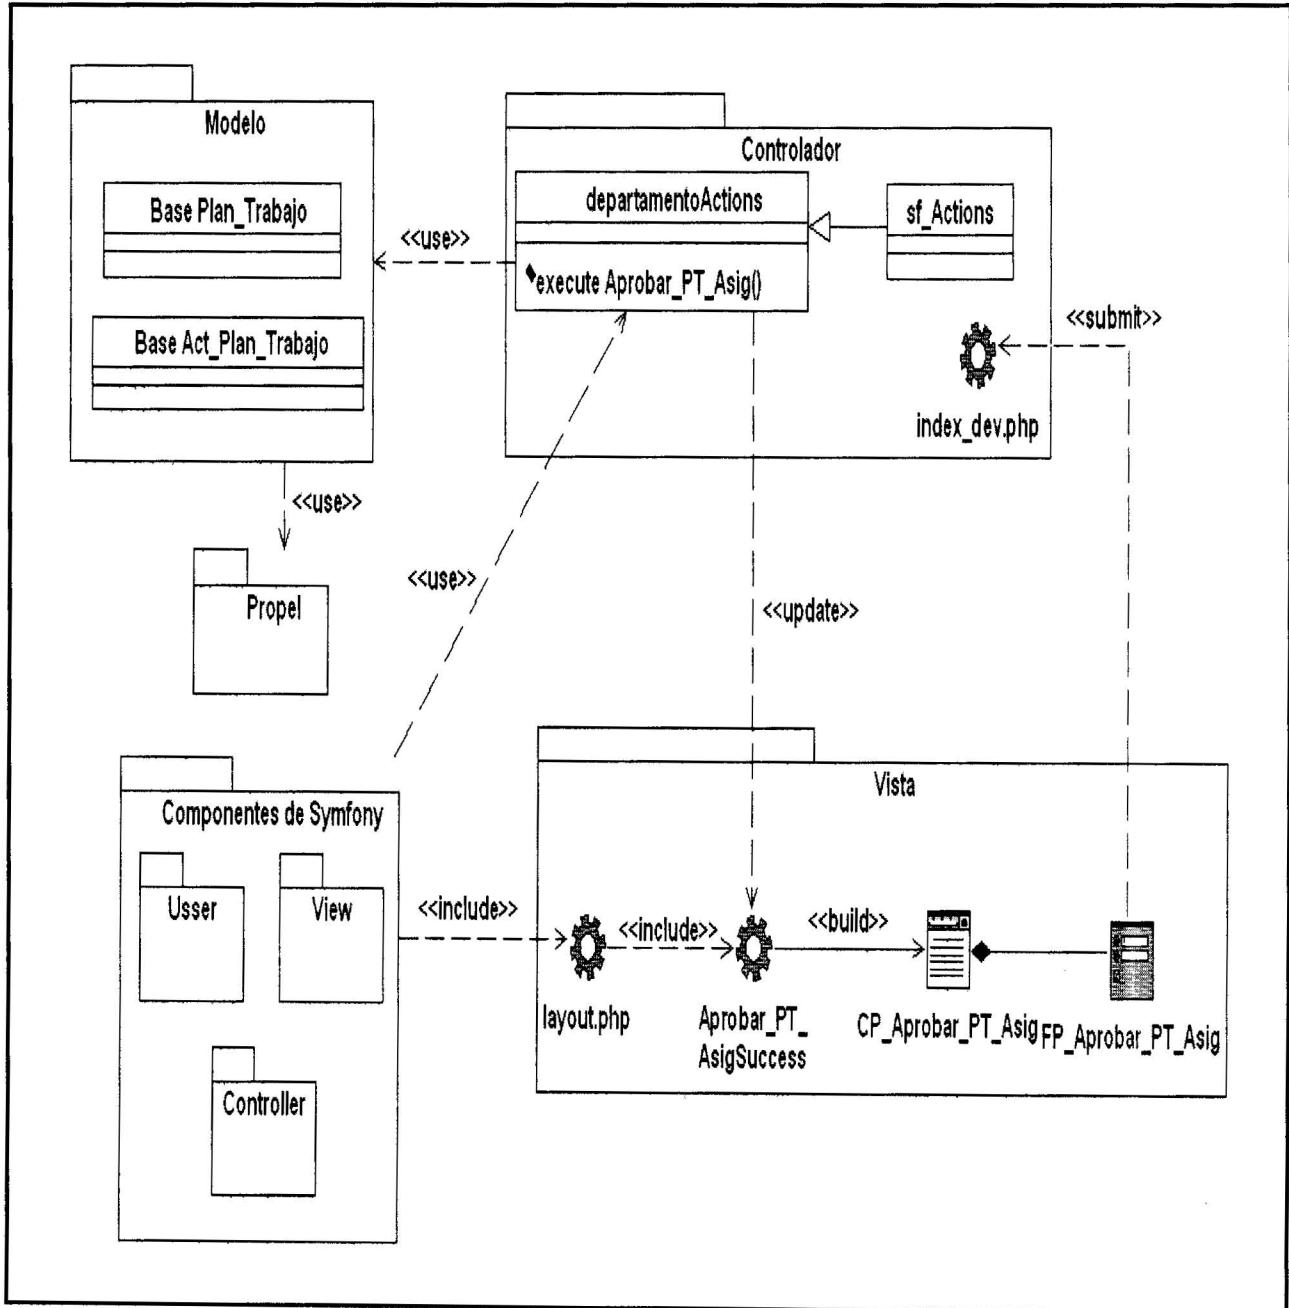 Modelo
Base Plan_Trabajo
Base Act_Plan_Trabajo
<<use>>
Controlador
departamentoActions
execute Aprobar_PT_Asig()
sf_Actions
index_dev.php
<<submit>>
<<use>>
Propel
<<use>>
<<update>>
Componentes de Symfony
Usser
View
Controller
<<include>>
Vista
layout.php
<<include>>
Aprobar_PT_
AsigSuccess
<<build>>
CP_Aprobar_PT_Asig
FP_Aprobar_PT_Asig